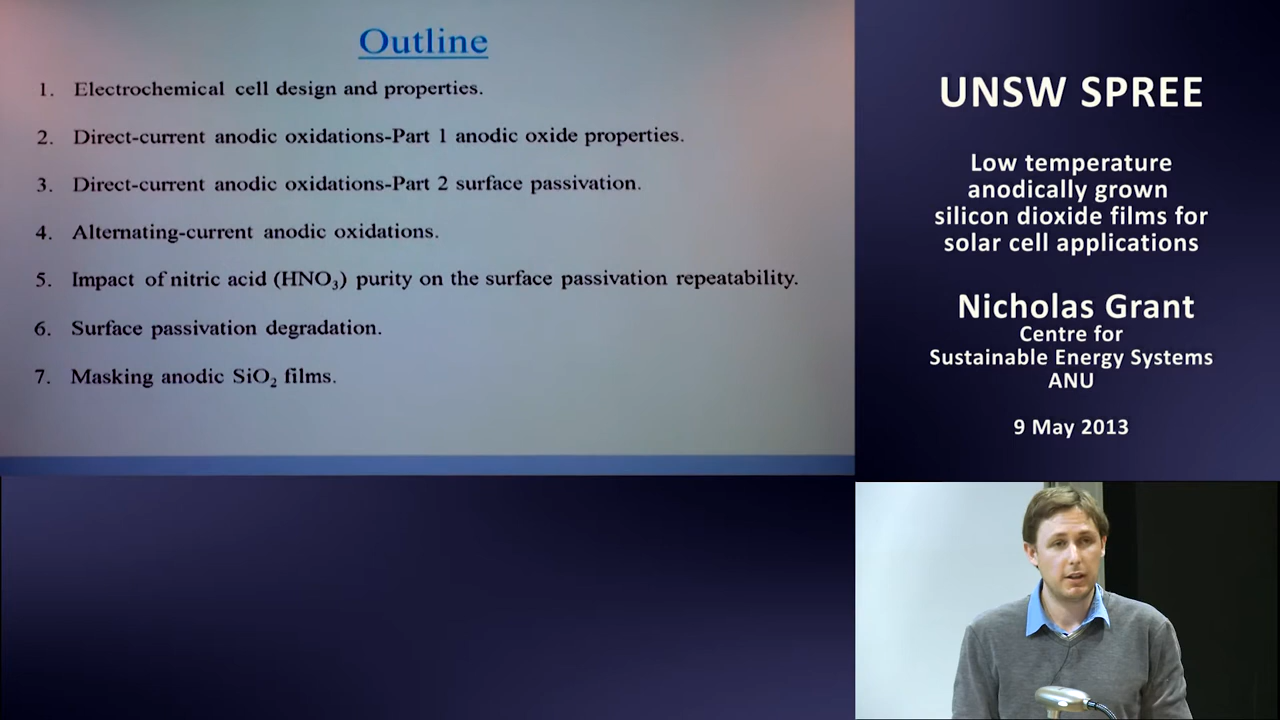 Outline
1. Electrochemical cell design and properties.
2. Direct-current anodic oxidations-Part 1 anodic oxide properties.
3. Direct-current anodic oxidations-Part 2 surface passivation.
4. Alternating-current anodic oxidations.
5. Impact of nitric acid (HNO₃) purity on the surface passivation repeatability.
6. Surface passivation degradation.
7. Masking anodic SiO₂ films.
UNSW SPREE
Low temperature
anodically grown
silicon dioxide films for
solar cell applications
Nicholas Grant
Centre for
Sustainable Energy Systems
ANU
9 May 2013